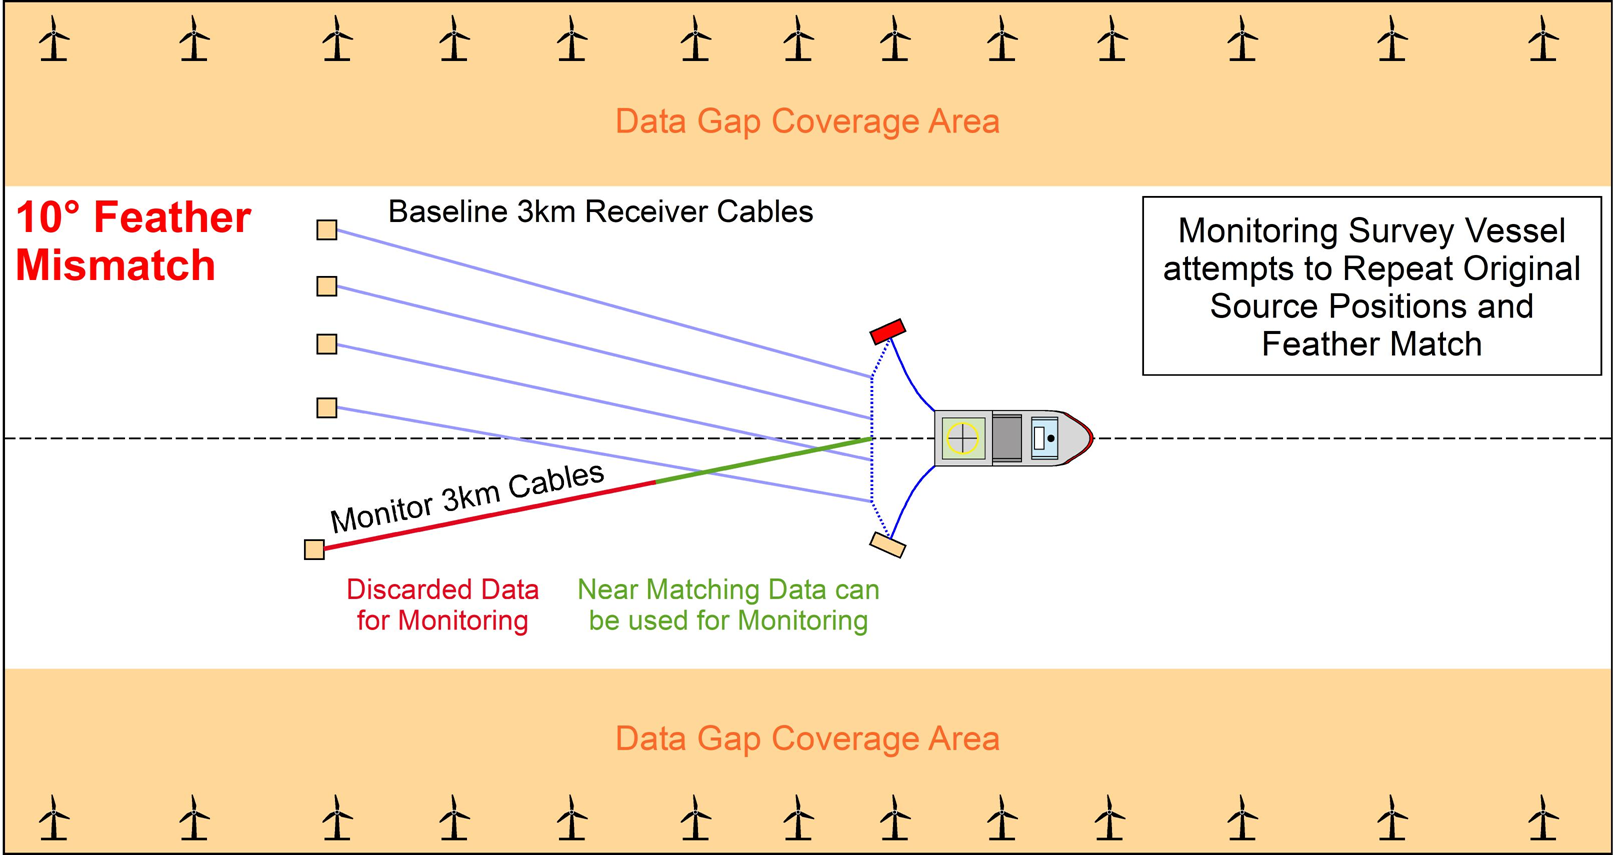 Data Gap Coverage Area
10° Feather
Mismatch
Baseline 3km Receiver Cables
Monitoring Survey Vessel
attempts to Repeat Original
Source Positions and
Feather Match
Monitor 3km Cables
Discarded Data
for Monitoring
Near Matching Data can
be used for Monitoring
Data Gap Coverage Area